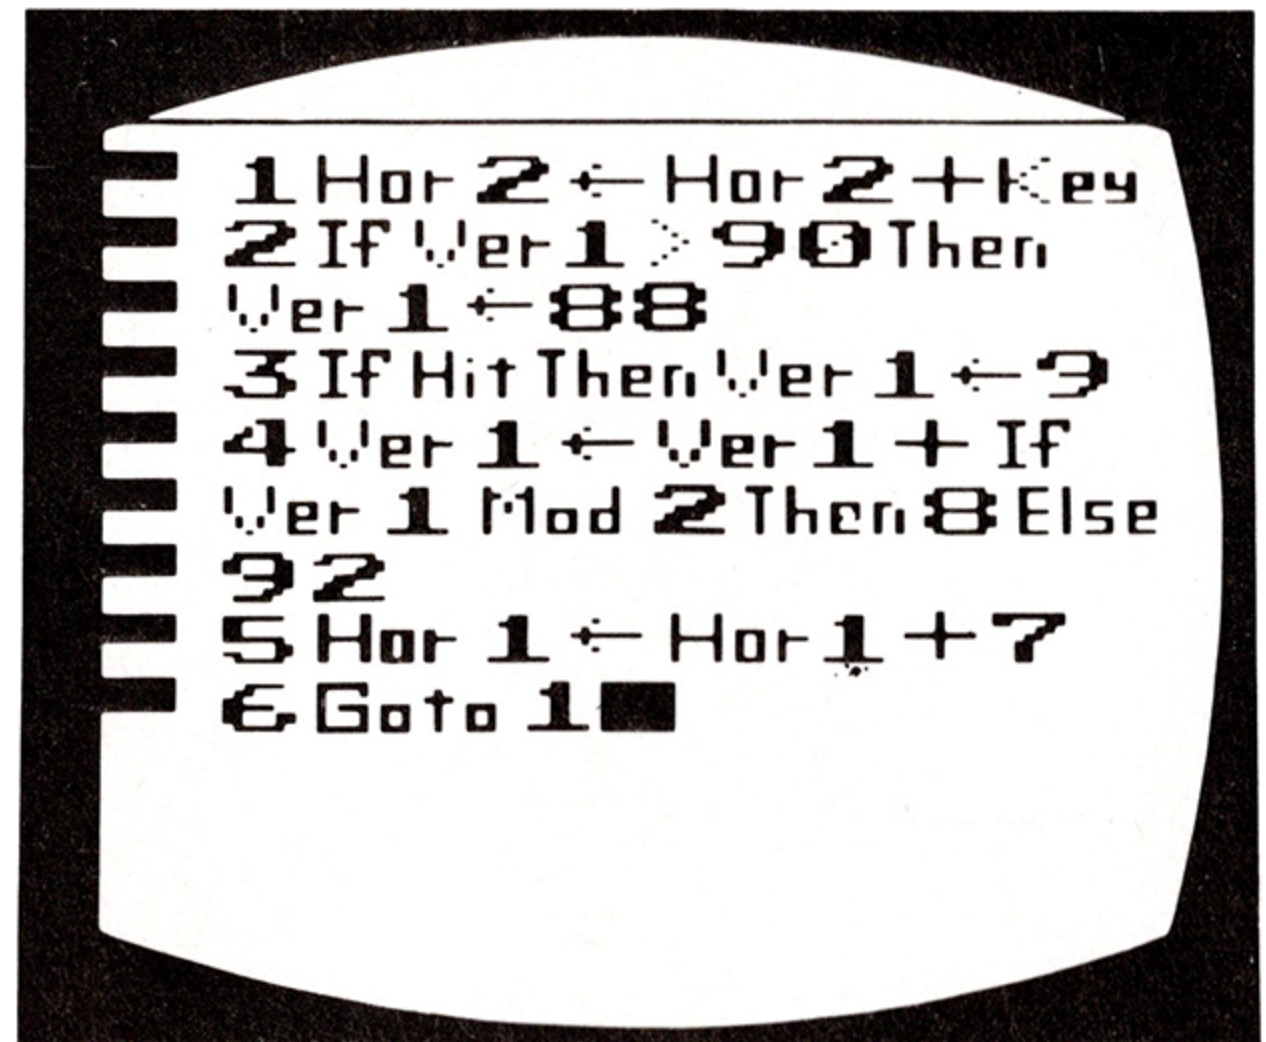 1 Hor 2 ← Hor 2 + Key
2 If Ver 1 > 90 Then
Ver 1 ← 88
3 If Hit Then Ver 1 ← 9
4 Ver 1 ← Ver 1 + If
Ver 1 Mod 2 Then 8 Else
92
5 Hor 1 ← Hor 1 + 7
6 Goto 1